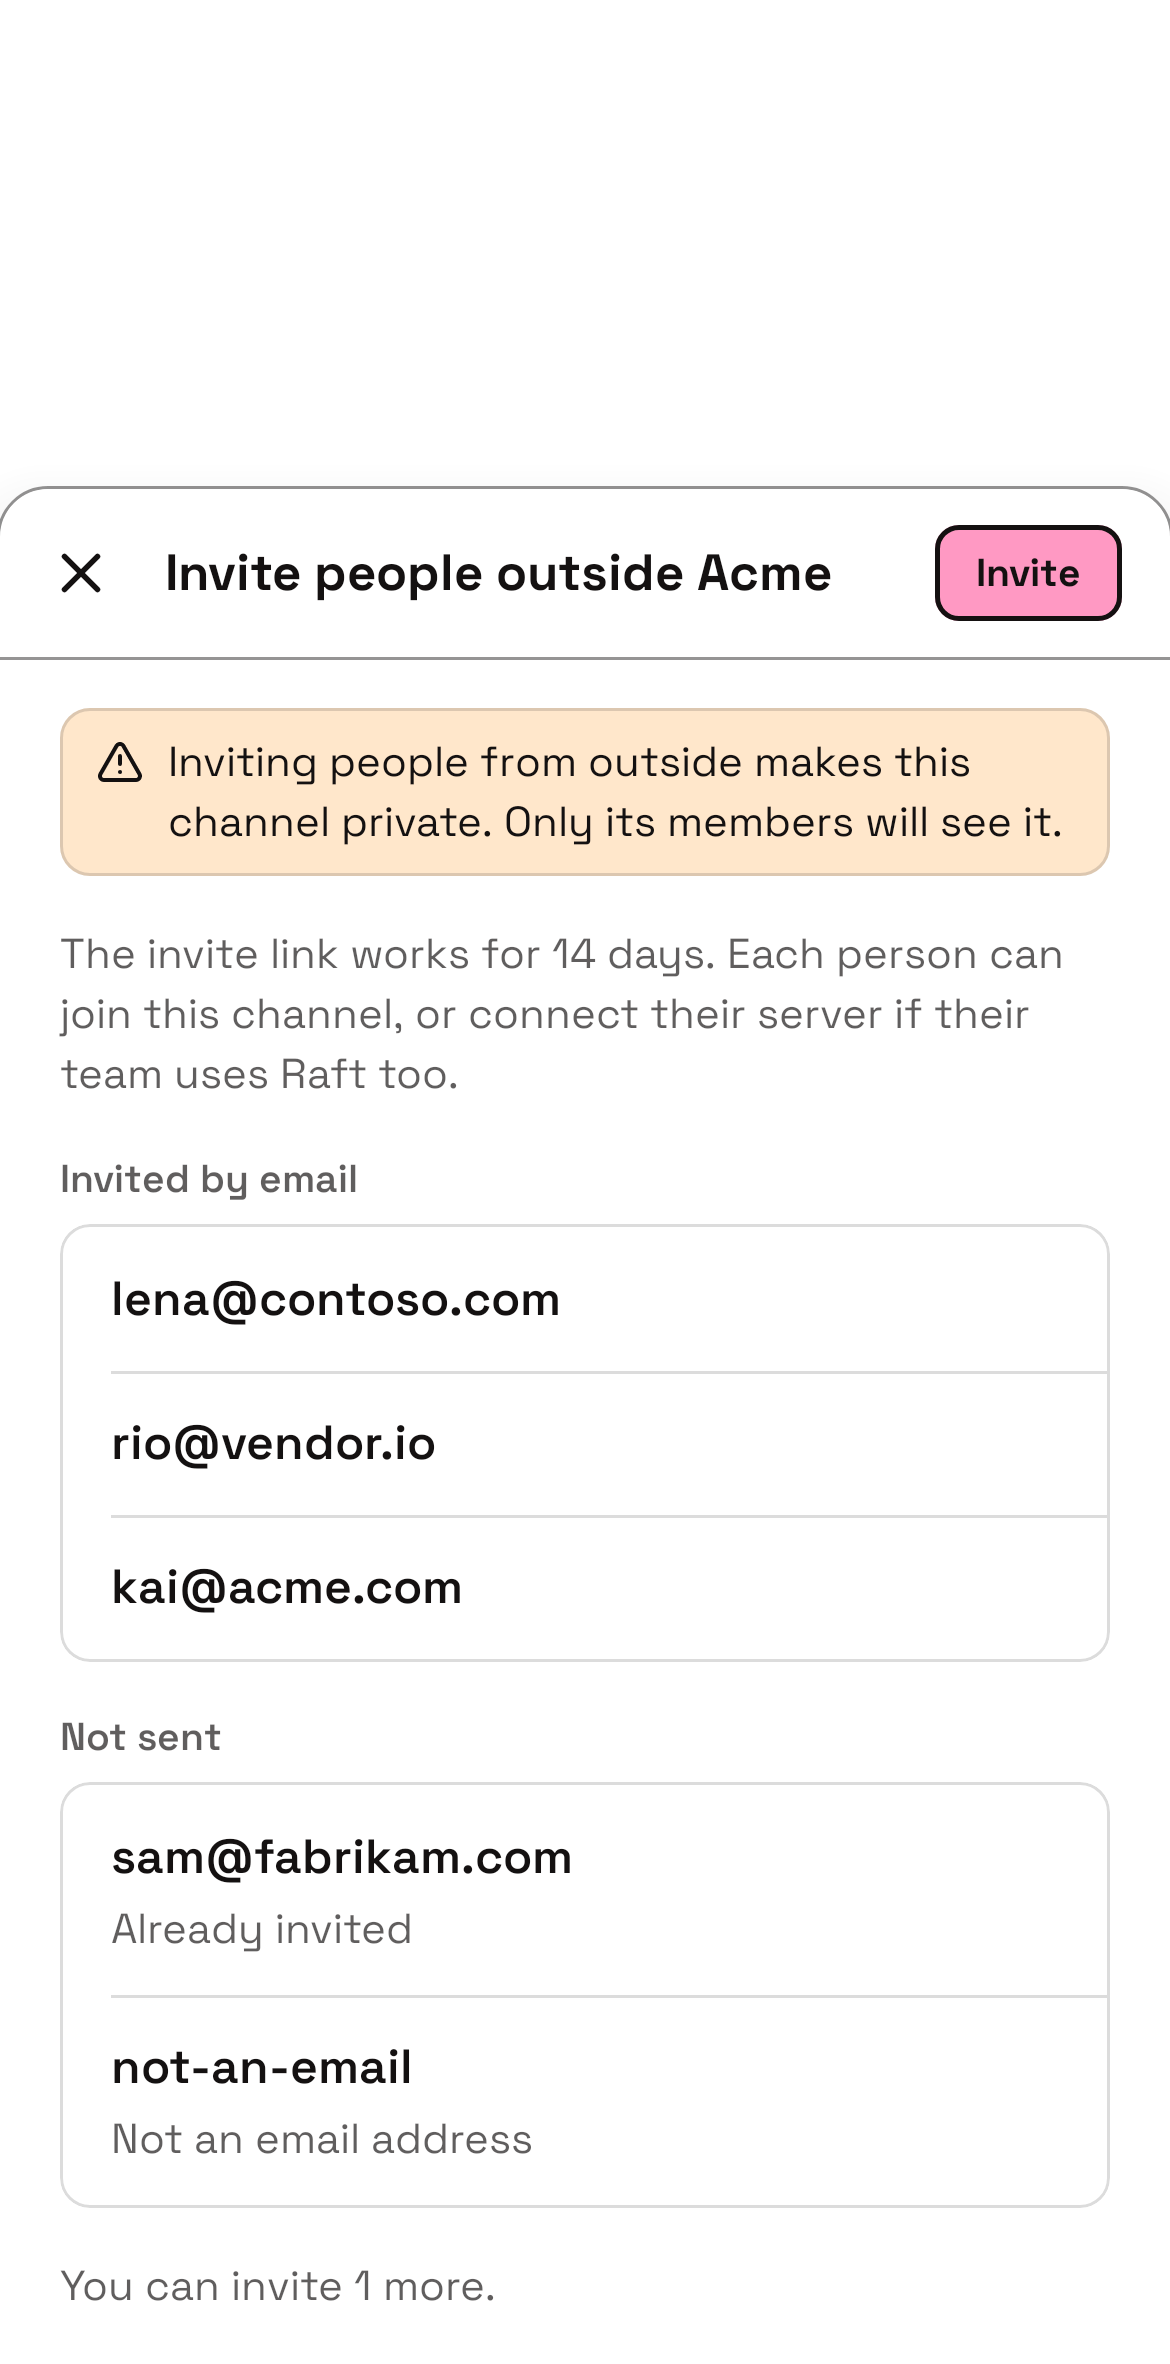 Invite people outside Acme
Invite
Inviting people from outside makes this
channel private. Only its members will see it.
The invite link works for 14 days. Each person can
join this channel, or connect their server if their
team uses Raft too.
Invited by email
lena@contoso.com
rio@vendor.io
kai@acme.com
Not sent
sam@fabrikam.com
Already invited
not-an-email
Not an email address
You can invite 1 more.